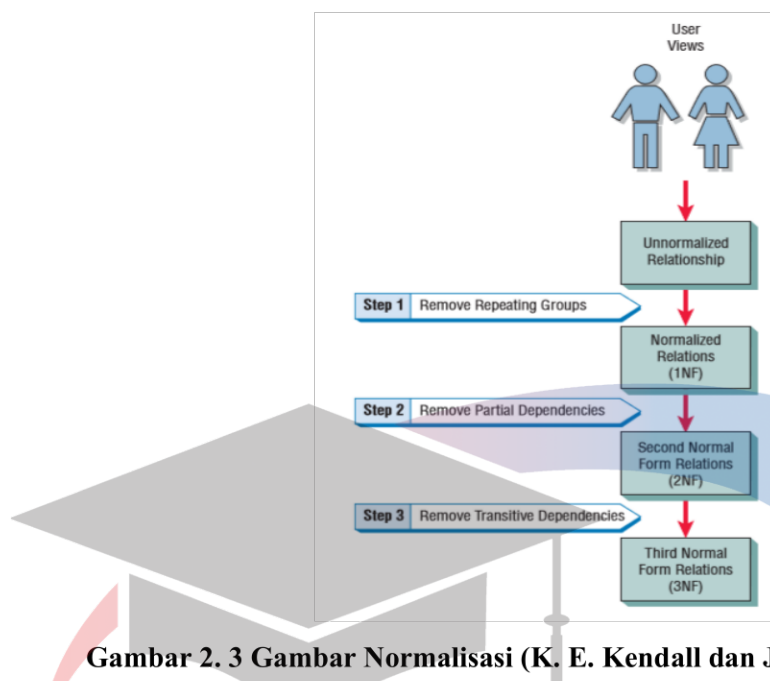 User
Views
Unnormalized
Relationship
Step 1 Remove Repeating Groups
Normalized
Relations
(1NF)
Step 2 Remove Partial Dependencies
Second Normal
Form Relations
(2NF)
Step 3 Remove Transitive Dependencies
Third Normal
Form Relations
(3NF)
Gambar 2. 3 Gambar Normalisasi (K. E. Kendall dan J